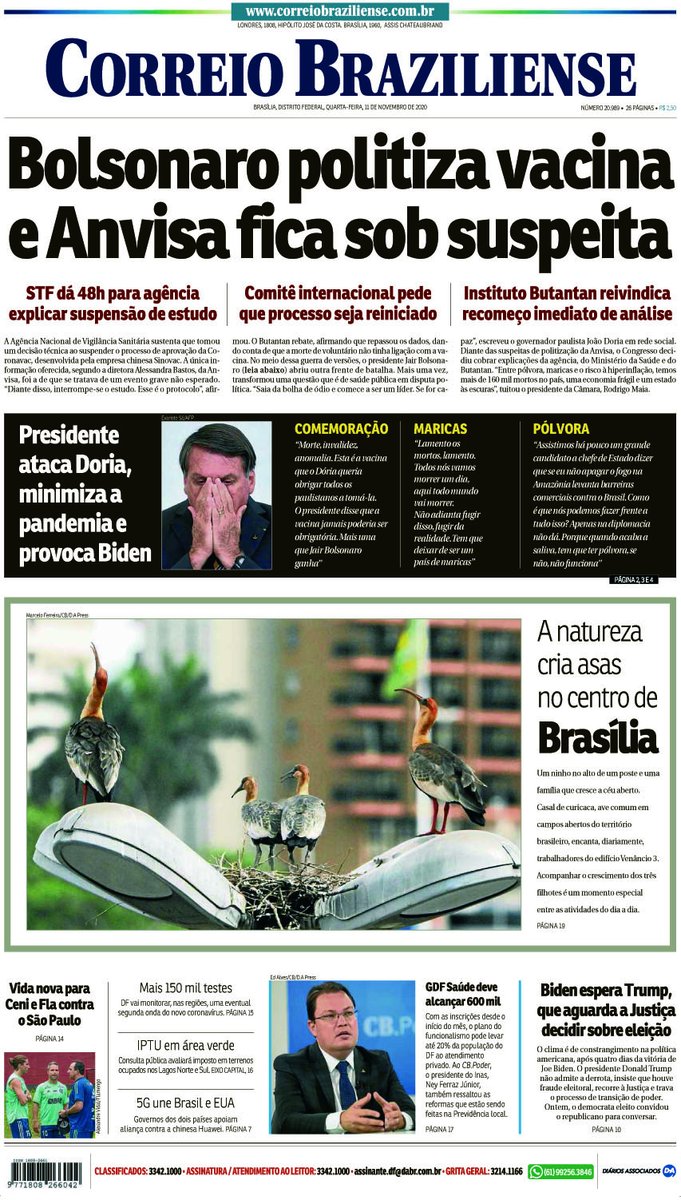 www.correiobraziliense.com.br
LONDRES, 1808, HIPÓLITO JOSÉ DA COSTA. BRASÍLIA, 1960, ASSIS CHATEAUBRIAND
CORREIO BRAZILIENSE
BRASÍLIA, DISTRITO FEDERAL, QUARTA-FEIRA, 11 DE NOVEMBRO DE 2020
NÚMERO 20.989 • 26 PÁGINAS • R$ 2,50
Bolsonaro politiza vacina
e Anvisa fica sob suspeita
STF dá 48h para agência
explicar suspensão de estudo
Comitê internacional pede
que processo seja reiniciado
Instituto Butantan reivindica
recomeço imediato de análise
A Agência Nacional de Vigilância Sanitária sustenta que tomou
um decisão técnica ao suspender o processo de aprovação da Co-
ronavac, desenvolvida pela empresa chinesa Sinovac. A única in-
formação oferecida, segundo a diretora Alessandra Bastos, da An-
visa, foi a de que se tratava de um evento grave não esperado.
"Diante disso, interrompe-se o estudo. Esse é o protocolo", afir-
mou. O Butantan rebate, afirmando que repassou os dados, dan-
do conta de que a morte de voluntário não tinha ligação com a va-
cina. No meio dessa guerra de versões, o presidente Jair Bolsona-
ro (leia abaixo) abriu outra frente de batalha. Mais uma vez,
transformou uma questão que é de saúde pública em disputa po-
lítica. "Saia da bolha de ódio e comece a ser um líder. Se for ca-
paz", escreveu o governador paulista João Doria em rede social.
Diante das suspeitas de politização da Anvisa, o Congresso deci-
diu cobrar explicações da agência, do Ministério da Saúde e do
Butantan. "Entre pólvora, maricas e o risco à hiperinflação, temos
mais de 160 mil mortos no país, uma economia frágil e um estado
às escuras", tuitou o presidente da Câmara, Rodrigo Maia.
Presidente
ataca Doria,
minimiza a
pandemia e
provoca Biden
Evaristo Sá/AFP
COMEMORAÇÃO
"Morte, invalidez,
anomalia. Esta é a vacina
que o Dória queria
obrigar todos os
paulistanos a tomá-la.
O presidente disse que a
vacina jamais poderia ser
obrigatória. Mais uma
que Jair Bolsonaro
ganha"
MARICAS
"Lamento os
mortos, lamento.
Todos nós vamos
morrer um dia,
aqui todo mundo
vai morrer.
Não adianta fugir
disso, fugir da
realidade. Tem que
deixar de ser um
país de maricas"
PÓLVORA
"Assistimos há pouco um grande
candidato a chefe de Estado dizer
que se eu não apagar o fogo na
Amazônia levanta barreiras
comerciais contra o Brasil. Como
é que nós podemos fazer frente a
tudo isso? Apenas na diplomacia
não dá. Porque quando acaba a
saliva, tem que ter pólvora, se
não, não funciona"
PÁGINA 2, 3 E 4
Marcelo Ferreira/CB/D.A Press
A natureza
cria asas
no centro de
Brasília
Um ninho no alto de um poste e uma
família que cresce a céu aberto.
Casal de curicaca, ave comum em
campos abertos do território
brasileiro, encanta, diariamente,
trabalhadores do edifício Venâncio 3.
Acompanhar o crescimento dos três
filhotes é um momento especial
entre as atividades do dia a dia.
PÁGINA 19
Vida nova para
Ceni e Fla contra
o São Paulo
PÁGINA 14
Alexandre Vidal/Flamengo
Mais 150 mil testes
DF vai monitorar, nas regiões, uma eventual
segunda onda do novo coronavírus. PÁGINA 15
IPTU em área verde
Consulta pública avaliará imposto em terrenos
ocupados nos Lagos Norte e Sul. EIXO CAPITAL, 16
5G une Brasil e EUA
Governos dos dois países apoiam
aliança contra a chinesa Huawei. PÁGINA 7
Ed Alves/CB/D.A Press
CB.Poder
GDF Saúde deve
alcançar 600 mil
Com as inscrições desde o
início do mês, o plano do
funcionalismo pode levar
até 20% da população do
DF ao atendimento
privado. Ao CB.Poder,
o presidente do Inas,
Ney Ferraz Júnior,
também ressaltou as
reformas que estão sendo
feitas na Previdência local.
PÁGINA 17
Biden espera Trump,
que aguarda a Justiça
decidir sobre eleição
O clima é de constrangimento na política
americana, após quatro dias da vitória de
Joe Biden. O presidente Donald Trump
não admite a derrota, insiste que houve
fraude eleitoral, recorre à Justiça e trava
o processo de transição de poder.
Ontem, o democrata eleito convidou
o republicano para conversar.
PÁGINA 10
ISSN 1808-2661
9 771808 266042
CLASSIFICADOS: 3342.1000 • ASSINATURA / ATENDIMENTO AO LEITOR: 3342.1000 • assinante.df@dabr.com.br • GRITA GERAL: 3214.1166
(61) 99256.3846
DIÁRIOS ASSOCIADOS DA